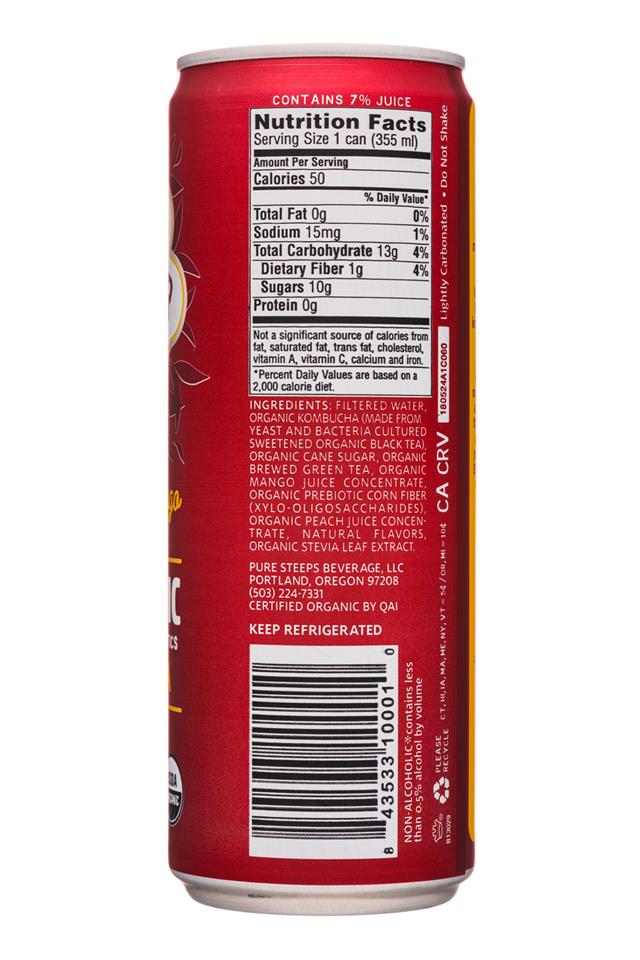 CONTAINS 7% JUICE
Nutrition Facts
Serving Size 1 can (355 ml)
Amount Per Serving
Calories 50
% Daily Value*
Total Fat 0g 0%
Sodium 15mg 1%
Total Carbohydrate 13g 4%
Dietary Fiber 1g 4%
Sugars 10g
Protein 0g
Not a significant source of calories from
fat, saturated fat, trans fat, cholesterol,
vitamin A, vitamin C, calcium and iron.
*Percent Daily Values are based on a
2,000 calorie diet.
INGREDIENTS: FILTERED WATER,
ORGANIC KOMBUCHA (MADE FROM
YEAST AND BACTERIA CULTURED
SWEETENED ORGANIC BLACK TEA),
ORGANIC CANE SUGAR, ORGANIC
BREWED GREEN TEA, ORGANIC
MANGO JUICE CONCENTRATE,
ORGANIC PREBIOTIC CORN FIBER
(XYLO-OLIGOSACCHARIDES),
ORGANIC PEACH JUICE CONCEN-
TRATE, NATURAL FLAVORS,
ORGANIC STEVIA LEAF EXTRACT.
PURE STEEPS BEVERAGE, LLC
PORTLAND, OREGON 97208
(503) 224-7331
CERTIFIED ORGANIC BY QAI
KEEP REFRIGERATED
8 43533 10001 0
NON-ALCOHOLIC*contains less
than 0.5% alcohol by volume
Lightly Carbonated • Do Not Shake
180524A1C060
CA CRV
CT, HI, IA, MA, ME, NY, VT = 5¢ / OR, MI = 10¢
PLEASE
RECYCLE
B13029
go
IC
TICS